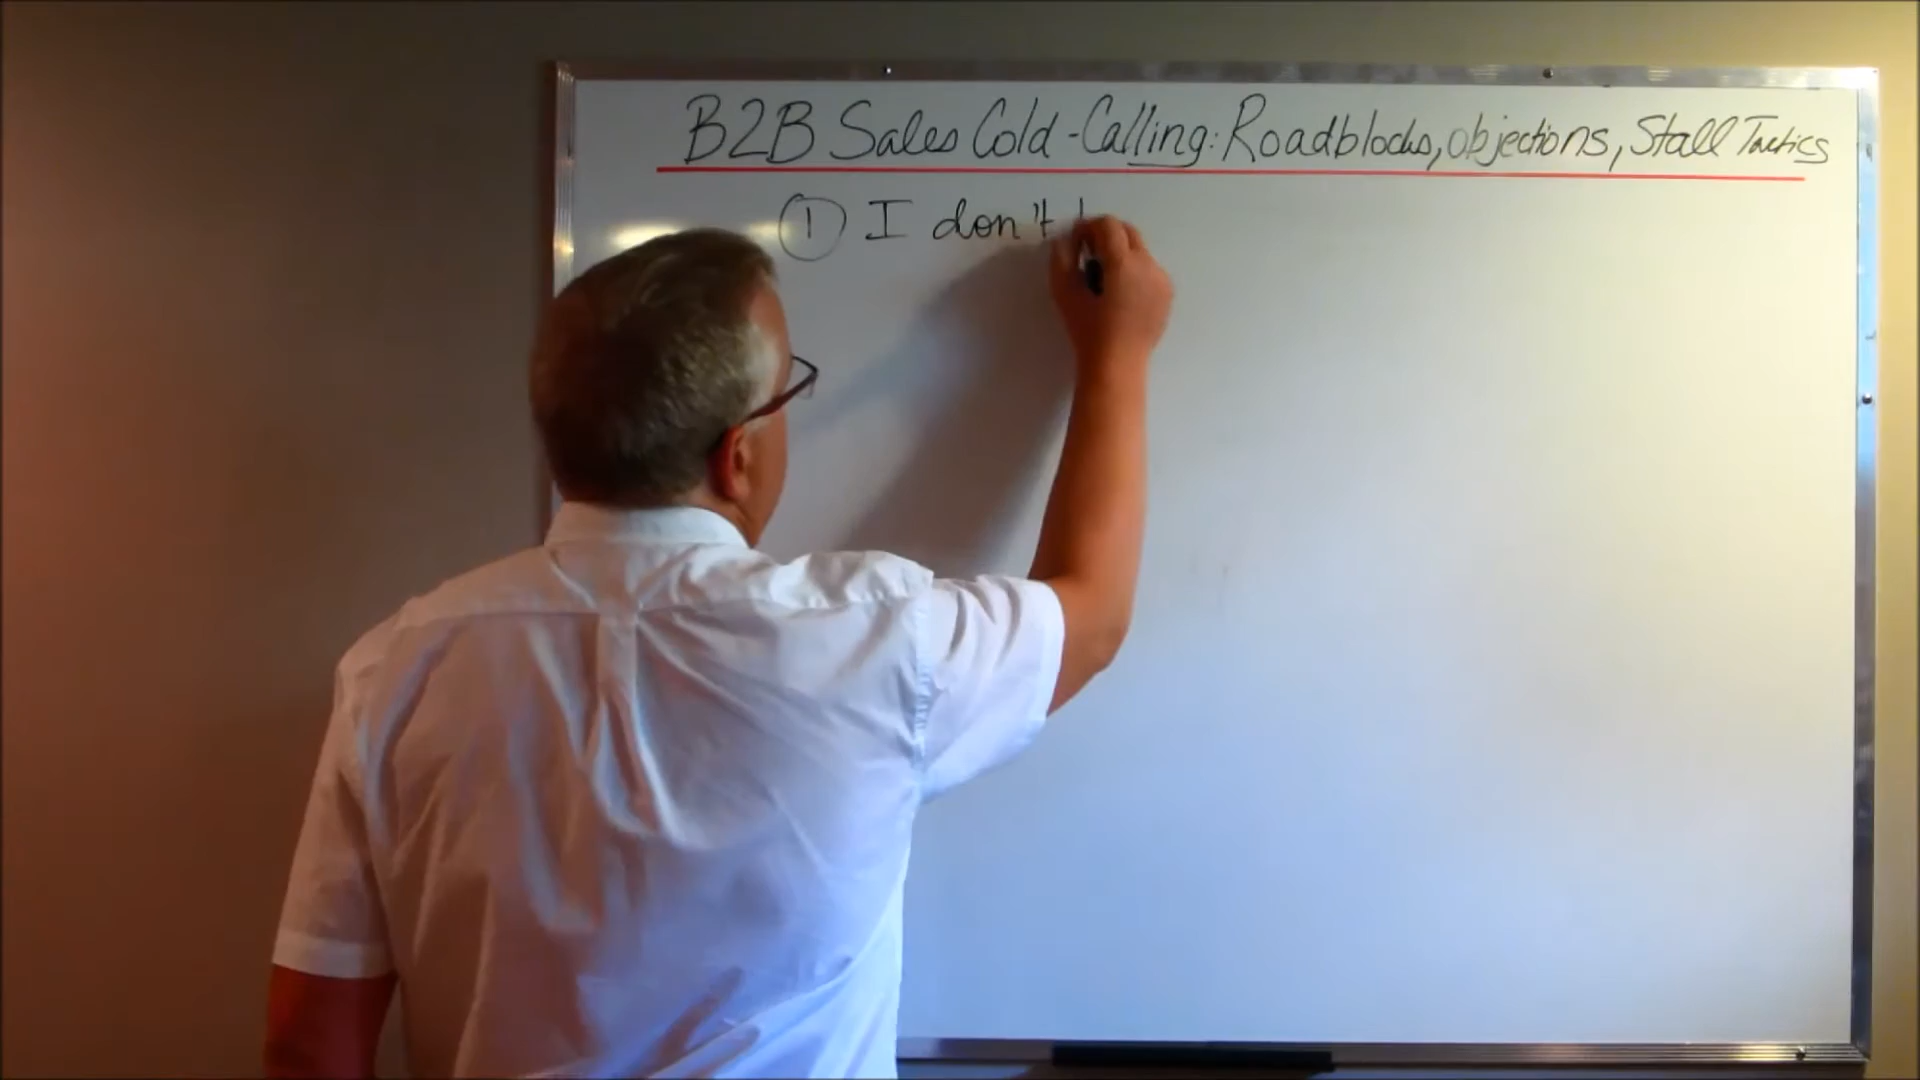 B2B Sales Cold-Calling: Roadblocks, objections, Stall Tactics
① I don't